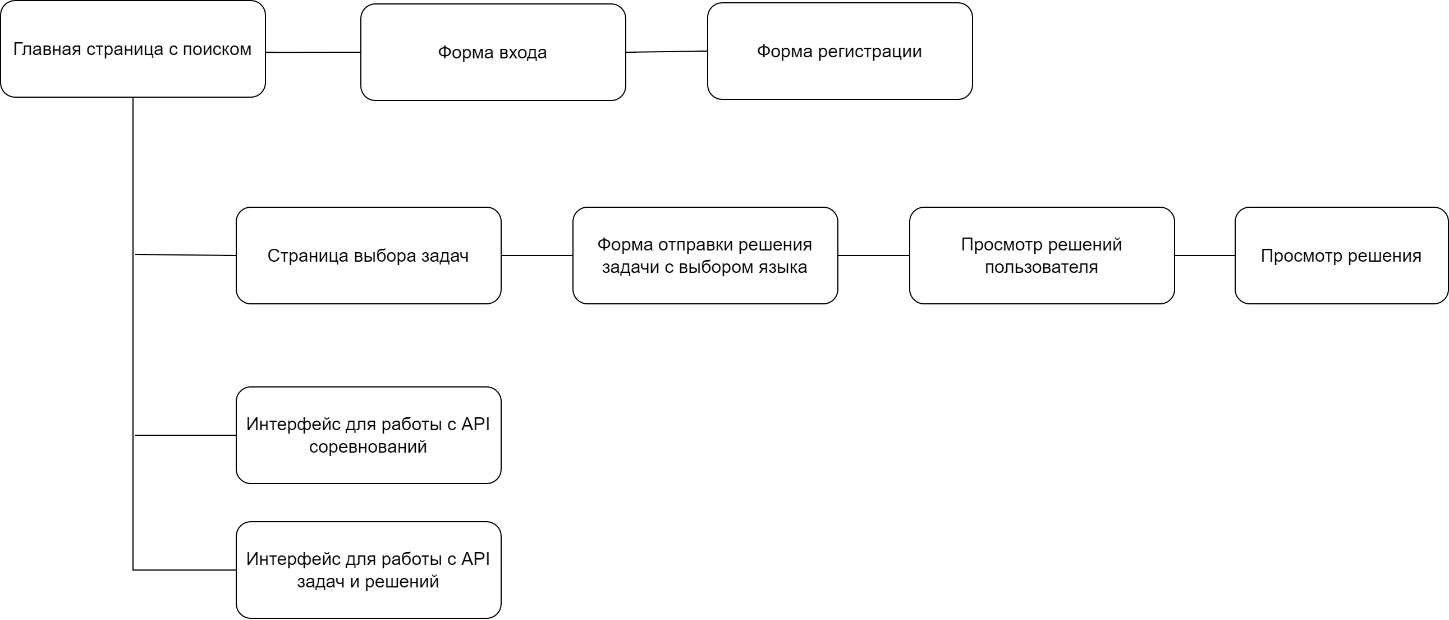 Главная страница с поиском
Форма входа
Форма регистрации
Страница выбора задач
Форма отправки решения
задачи с выбором языка
Просмотр решений
пользователя
Просмотр решения
Интерфейс для работы с API
соревнований
Интерфейс для работы с API
задач и решений